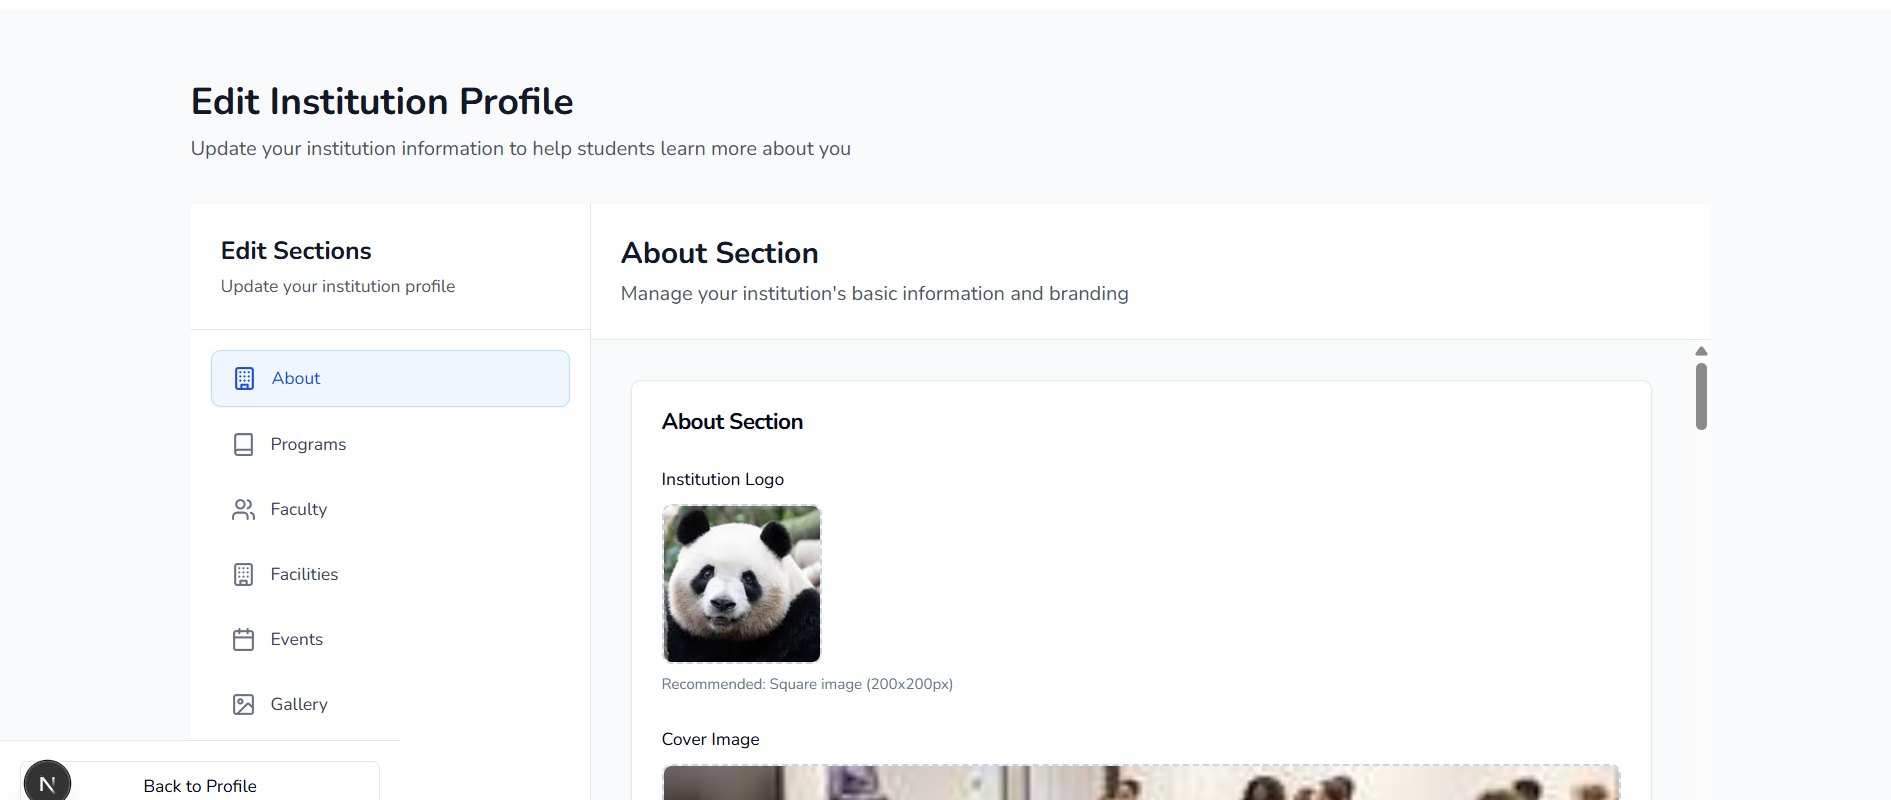 Edit Institution Profile
Update your institution information to help students learn more about you
Edit Sections
Update your institution profile
About
Programs
Faculty
Facilities
Events
Gallery
N
Back to Profile
About Section
Manage your institution's basic information and branding
About Section
Institution Logo
Recommended: Square image (200x200px)
Cover Image